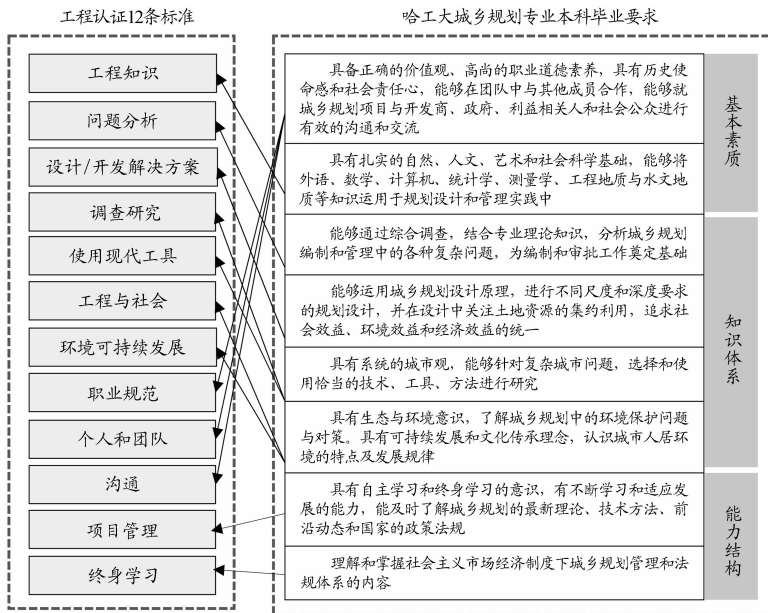 工程认证12条标准
工程知识
问题分析
设计/开发解决方案
调查研究
使用现代工具
工程与社会
环境可持续发展
职业规范
个人和团队
沟通
项目管理
终身学习
哈工大城乡规划专业本科毕业要求
具备正确的价值观、高尚的职业道德素养，具有历史使
命感和社会责任心，能够在团队中与其他成员合作，能够就
城乡规划项目与开发商、政府、利益相关人和社会公众进行
有效的沟通和交流
具有扎实的自然、人文、艺术和社会科学基础，能够将
外语、数学、计算机、统计学、测量学、工程地质与水文地
质等知识运用于规划设计和管理实践中
基本素质
能够通过综合调查，结合专业理论知识，分析城乡规划
编制和管理中的各种复杂问题，为编制和审批工作奠定基础
能够运用城乡规划设计原理，进行不同尺度和深度要求
的规划设计，并在设计中关注土地资源的集约利用，追求社
会效益、环境效益和经济效益的统一
具有系统的城市观，能够针对复杂城市问题，选择和使
用恰当的技术、工具、方法进行研究
具有生态与环境意识，了解城乡规划中的环境保护问题
与对策。具有可持续发展和文化传承理念，认识城市人居环
境的特点及发展规律
知识体系
具有自主学习和终身学习的意识，有不断学习和适应发
展的能力，能及时了解城乡规划的最新理论、技术方法、前
沿动态和国家的政策法规
理解和掌握社会主义市场经济制度下城乡规划管理和法
规体系的内容
能力结构